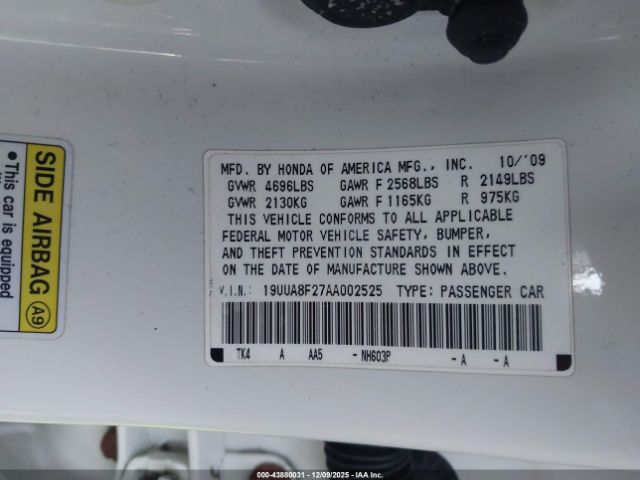 SIDE AIRBAG A9
• This car is equipped
MFD. BY HONDA OF AMERICA MFG., INC. 10/'09
GVWR 4696LBS GAWR F 2568LBS R 2149LBS
GVWR 2130KG GAWR F 1165KG R 975KG
THIS VEHICLE CONFORMS TO ALL APPLICABLE
FEDERAL MOTOR VEHICLE SAFETY, BUMPER,
AND THEFT PREVENTION STANDARDS IN EFFECT
ON THE DATE OF MANUFACTURE SHOWN ABOVE.
V.I.N.: 19UUA8F27AA002525 TYPE: PASSENGER CAR
TK4 A AA5 - NH603P - A - A
000-43880031 - 12/09/2025 - IAA Inc.